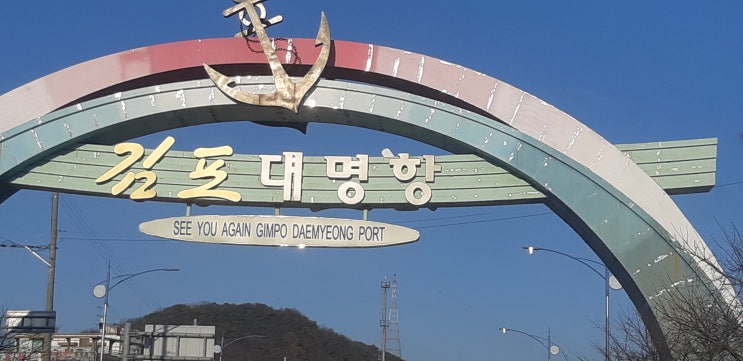 김포 대명항
SEE YOU AGAIN GIMPO DAEMYEONG PORT